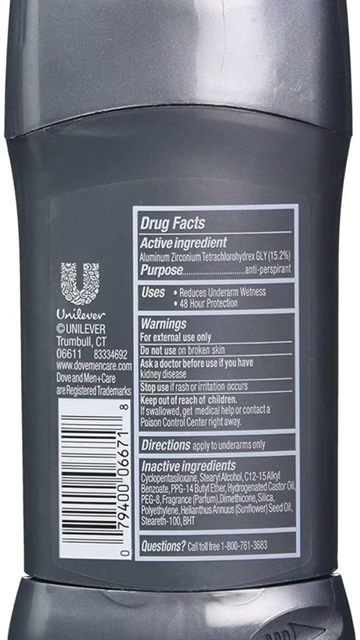 Drug Facts
Active ingredient
Aluminum Zirconium Tetrachlorohydrex GLY (15.2%)
Purpose..........................anti-perspirant
Uses • Reduces Underarm Wetness
• 48 Hour Protection
Warnings
For external use only
Do not use on broken skin
Ask a doctor before use if you have
kidney disease
Stop use if rash or irritation occurs
Keep out of reach of children.
If swallowed, get medical help or contact a
Poison Control Center right away.
Directions apply to underarms only
Inactive ingredients
Cyclopentasiloxane, Stearyl Alcohol, C12-15 Alkyl
Benzoate, PPG-14 Butyl Ether, Hydrogenated Castor Oil,
PEG-8, Fragrance (Parfum), Dimethicone, Silica,
Polyethylene, Helianthus Annuus (Sunflower) Seed Oil,
Steareth-100, BHT
Questions? Call toll free 1-800-761-3683
Unilever
©UNILEVER
Trumbull, CT
06611 83334692
www.dovemencare.com
Dove and Men+Care
are Registered Trademarks
0 79400 06671 8